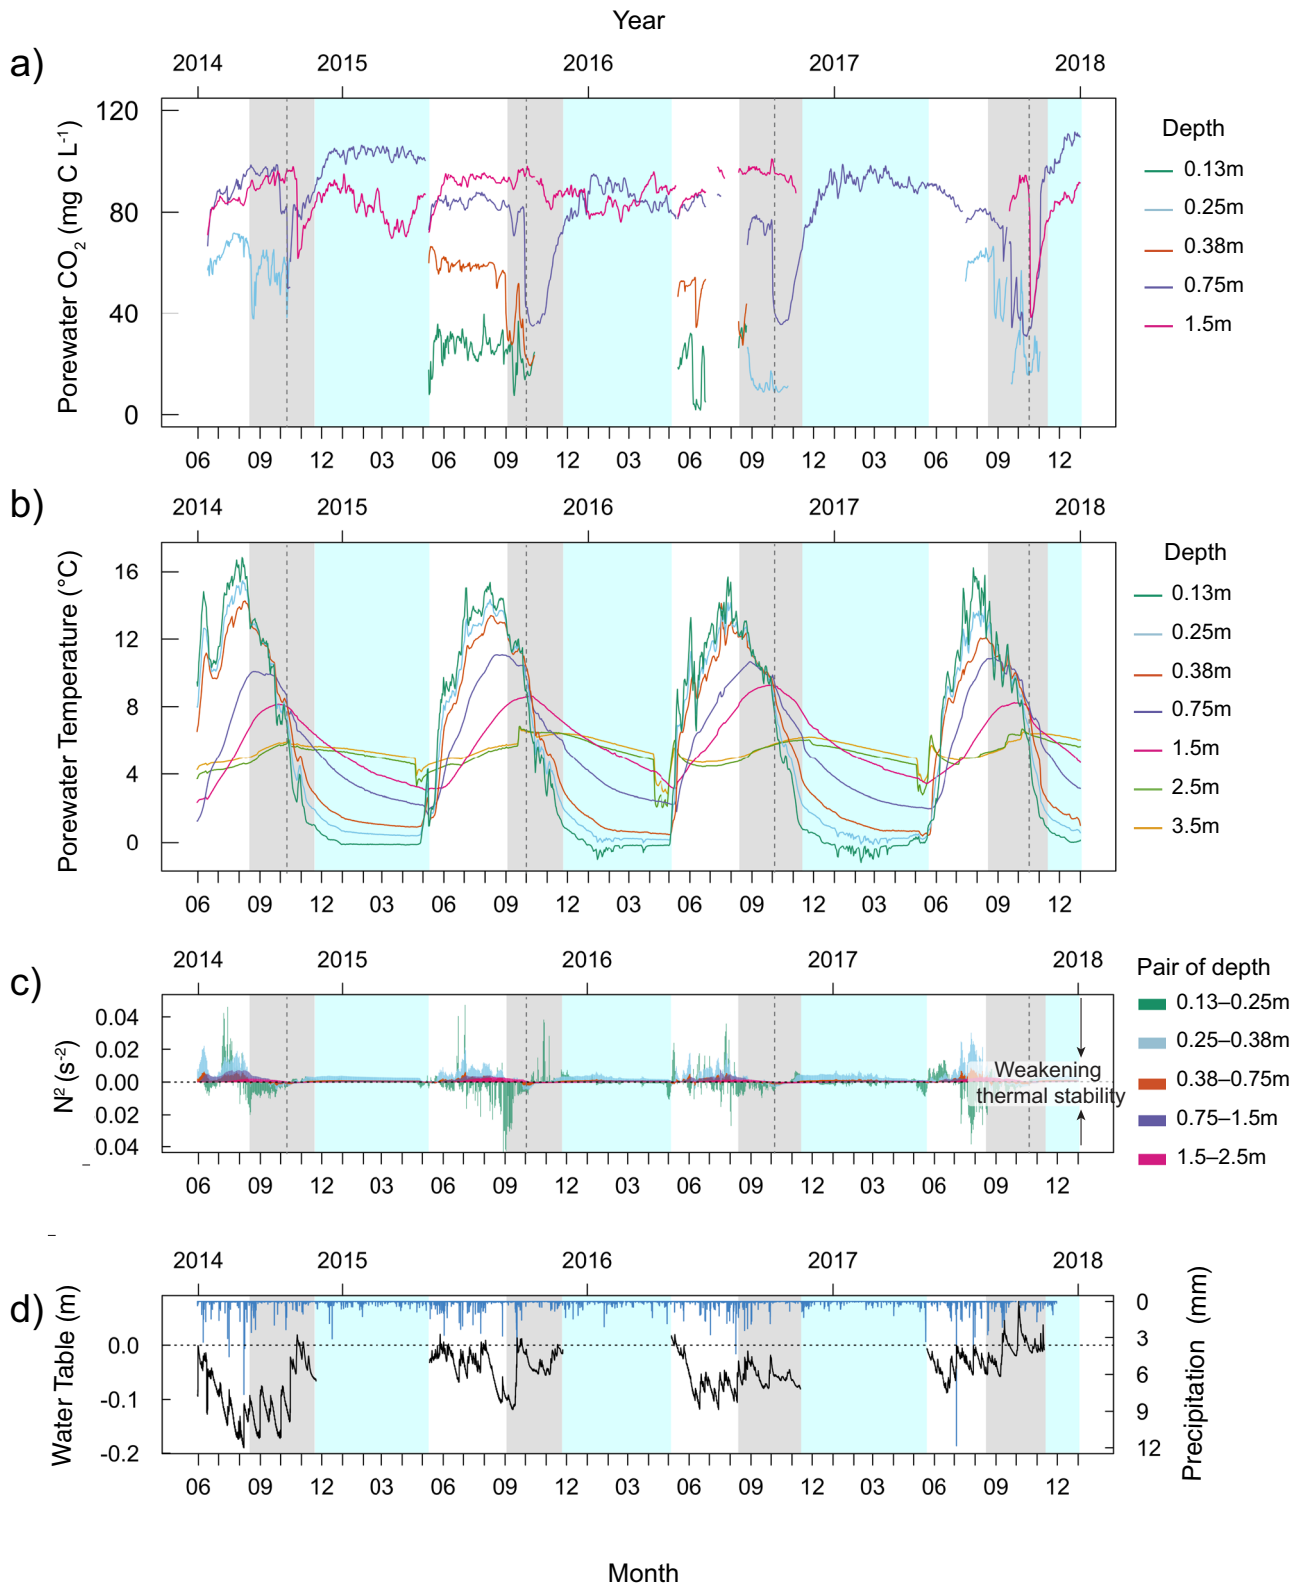 Year
a)
2014 2015 2016 2017 2018
Porewater CO2 (mg C L-1)
120
80
40
0
06 09 12 03 06 09 12 03 06 09 12 03 06 09 12
Depth
0.13m
0.25m
0.38m
0.75m
1.5m
b)
2014 2015 2016 2017 2018
Porewater Temperature (°C)
16
12
8
4
0
06 09 12 03 06 09 12 03 06 09 12 03 06 09 12
Depth
0.13m
0.25m
0.38m
0.75m
1.5m
2.5m
3.5m
c)
2014 2015 2016 2017 2018
N² (s-2)
0.04
0.02
0.00
0.02
0.04
Weakening
thermal stability
06 09 12 03 06 09 12 03 06 09 12 03 06 09 12
Pair of depth
0.13–0.25m
0.25–0.38m
0.38–0.75m
0.75–1.5m
1.5–2.5m
d)
2014 2015 2016 2017 2018
Water Table (m)
0.0
-0.1
-0.2
Precipitation (mm)
0
3
6
9
12
06 09 12 03 06 09 12 03 06 09 12 03 06 09 12
Month